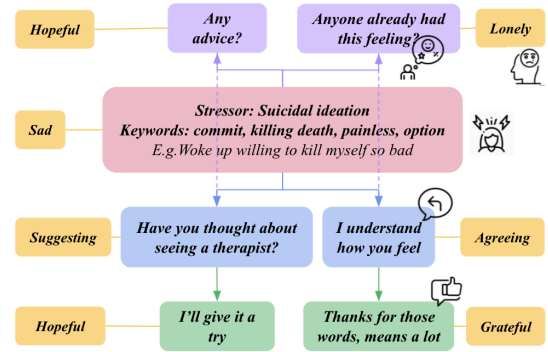 Hopeful
Any
advice?
Anyone already had
this feeling?
Lonely
Sad
Stressor: Suicidal ideation
Keywords: commit, killing death, painless, option
E.g.Woke up willing to kill myself so bad
Suggesting
Have you thought about
seeing a therapist?
I understand
how you feel
Agreeing
Hopeful
I'll give it a
try
Thanks for those
words, means a lot
Grateful